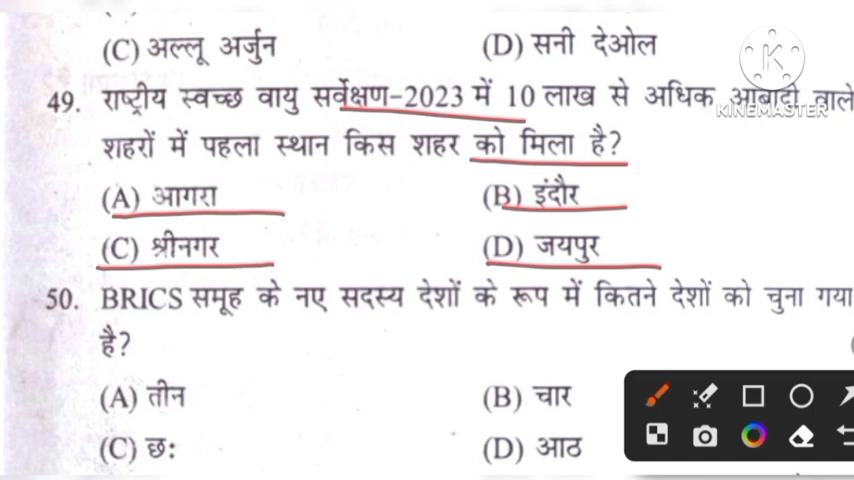 (C) अल्लू अर्जुन (D) सनी देओल
49. राष्ट्रीय स्वच्छ वायु सर्वेक्षण-2023 में 10 लाख से अधिक आबादी वाले
शहरों में पहला स्थान किस शहर को मिला है?
(A) आगरा (B) इंदौर
(C) श्रीनगर (D) जयपुर
50. BRICS समूह के नए सदस्य देशों के रूप में कितने देशों को चुना गया
है?
(A) तीन (B) चार
(C) छः (D) आठ
K
KINEMASTER